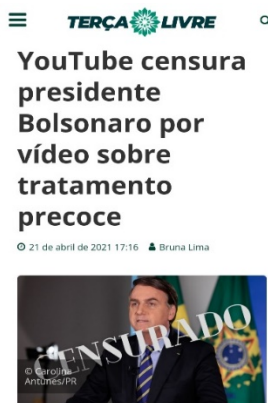 TERÇA LIVRE
YouTube censura
presidente
Bolsonaro por
vídeo sobre
tratamento
precoce
21 de abril de 2021 17:16 Bruna Lima
CENSURADO
© Carolina
Antunes/PR